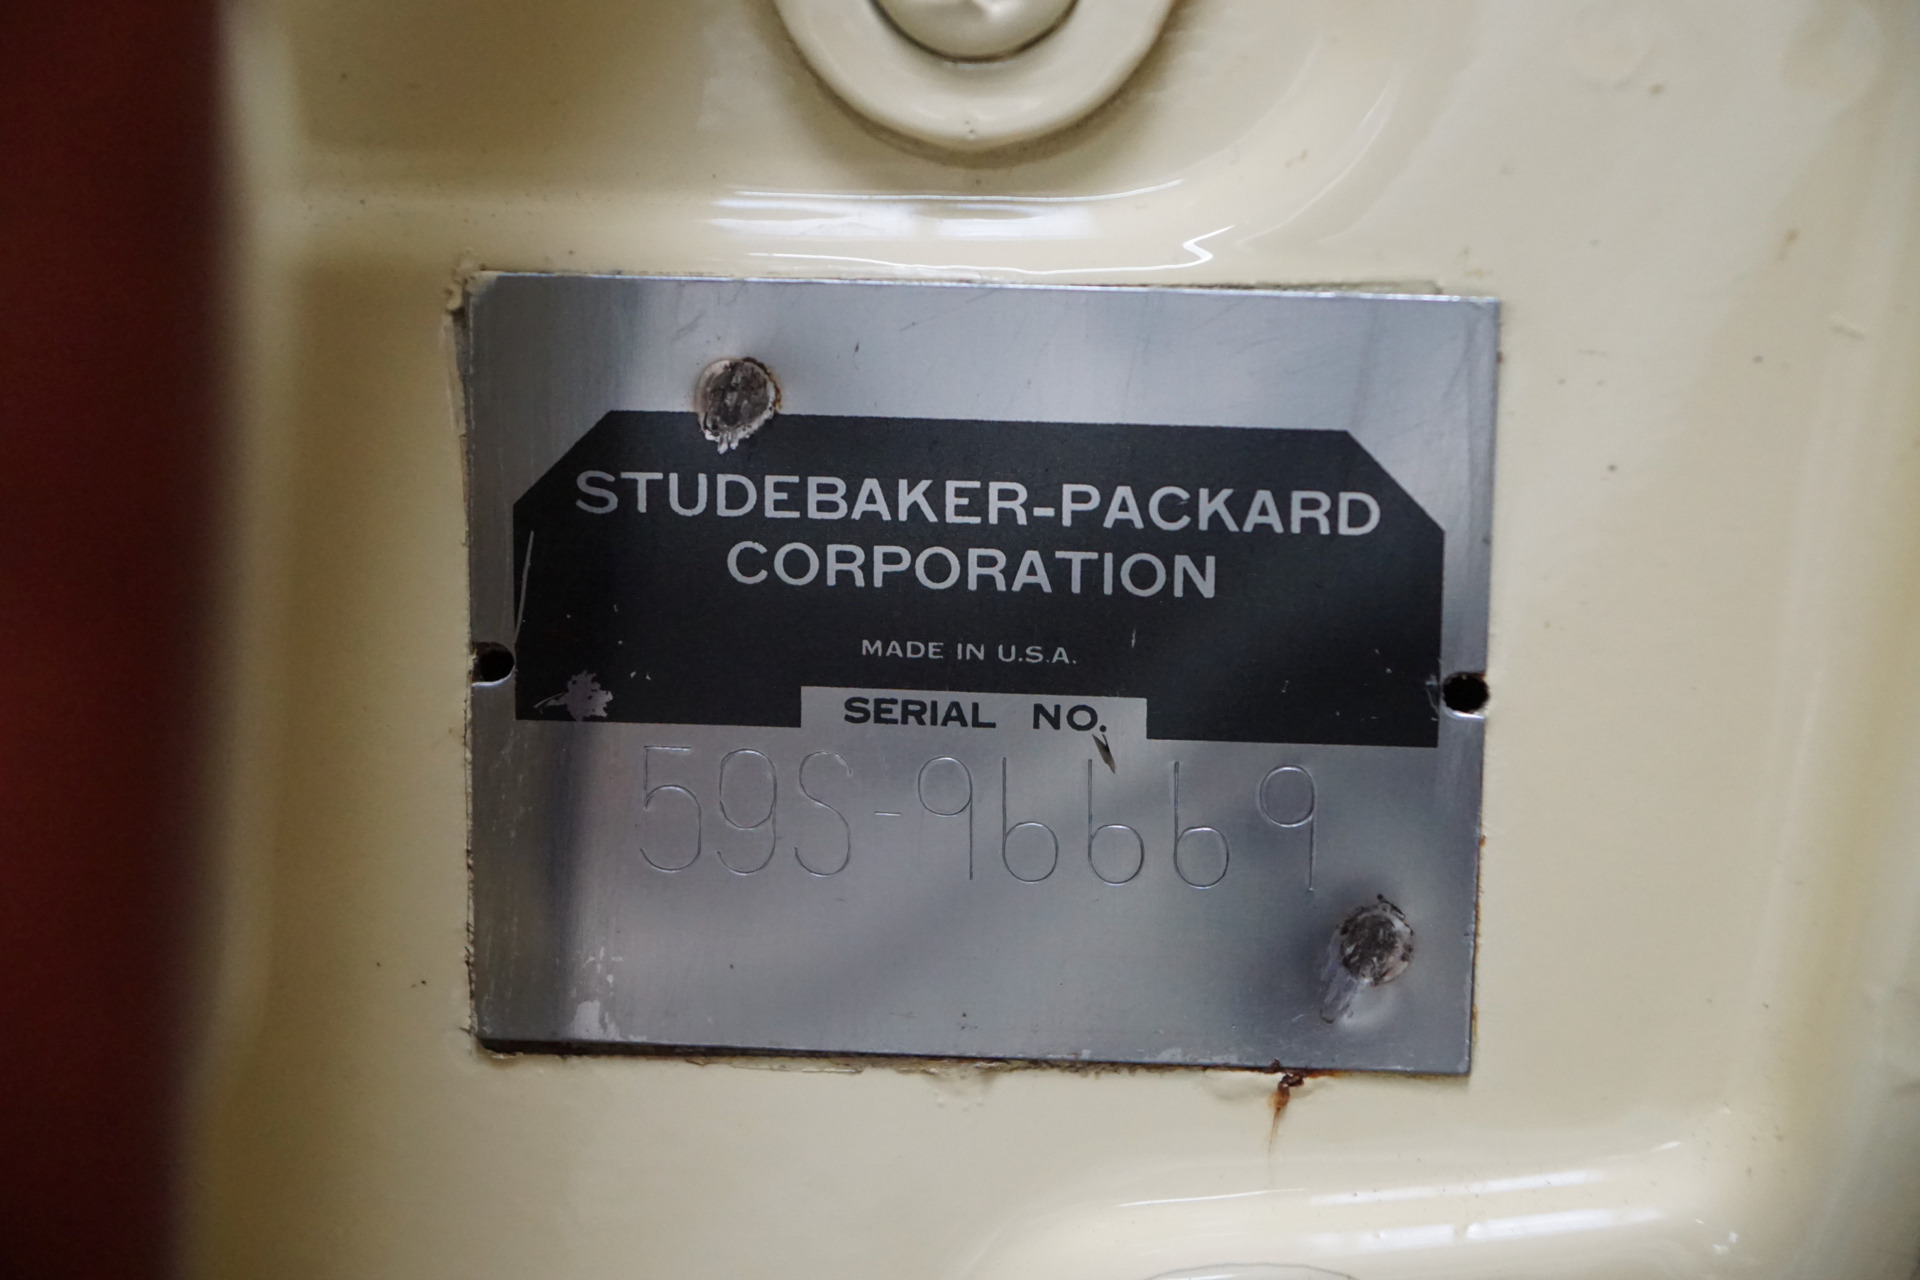 STUDEBAKER-PACKARD
CORPORATION
MADE IN U.S.A.
SERIAL NO.
59S-96669